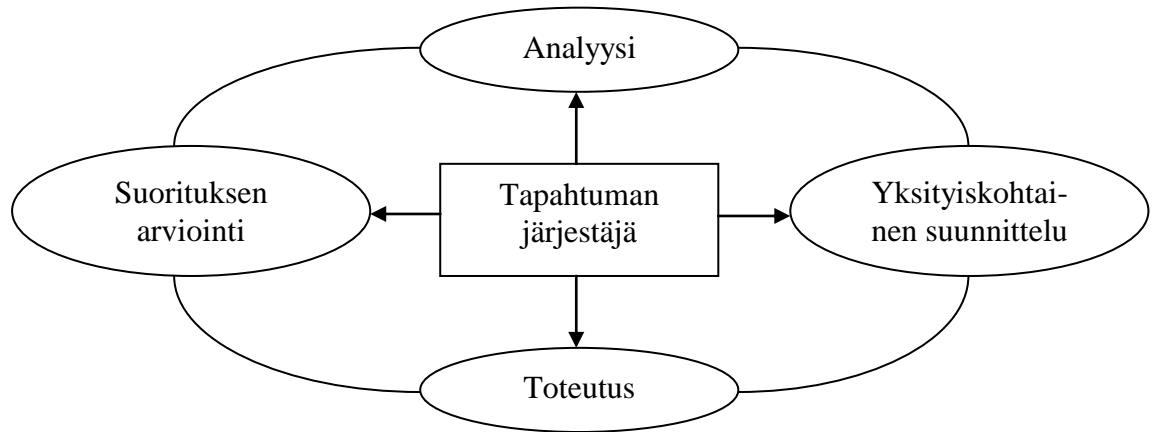 Analyysi
Suorituksen
arviointi
Tapahtuman
järjestäjä
Yksityiskohtai-
nen suunnittelu
Toteutus